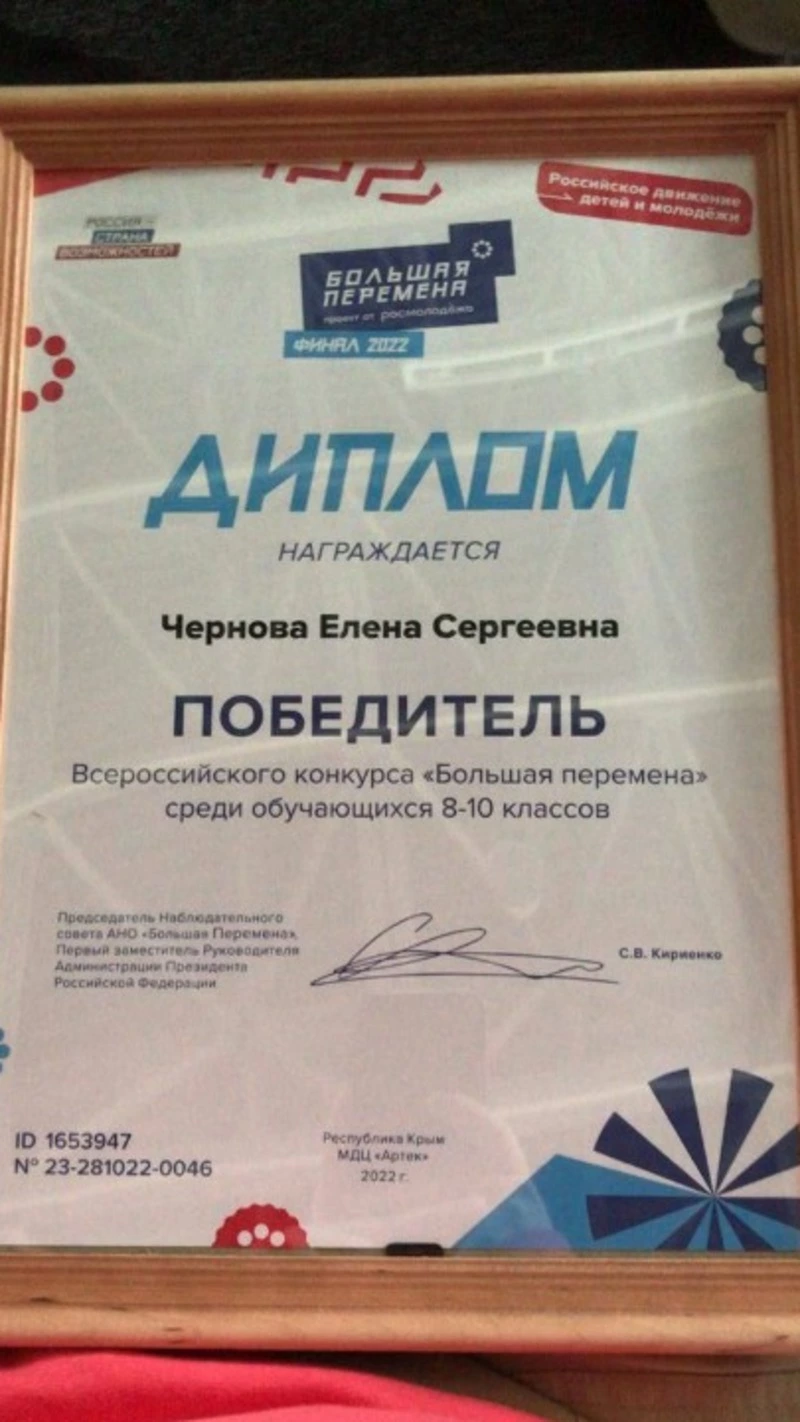 Российское движение
детей и молодёжи
РОССИЯ –
СТРАНА
ВОЗМОЖНОСТЕЙ
БОЛЬШАЯ
ПЕРЕМЕНА
проект от росмолодёжь
ФИНАЛ 2022
ДИПЛОМ
НАГРАЖДАЕТСЯ
Чернова Елена Сергеевна
ПОБЕДИТЕЛЬ
Всероссийского конкурса «Большая перемена»
среди обучающихся 8-10 классов
Председатель Наблюдательного
совета АНО «Большая Перемена»,
Первый заместитель Руководителя
Администрации Президента
Российской Федерации
С.В. Кириенко
ID 1653947
N° 23-281022-0046
Республика Крым
МДЦ «Артек»
2022 г.